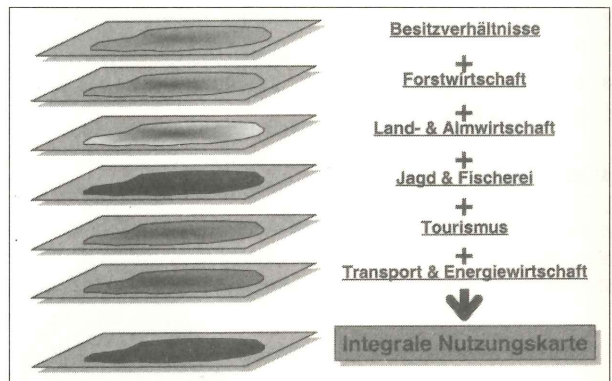 Besitzverhältnisse
+
Forstwirtschaft
+
Land- & Almwirtschaft
+
Jagd & Fischerei
+
Tourismus
+
Transport & Energiewirtschaft
Integrale Nutzungskarte